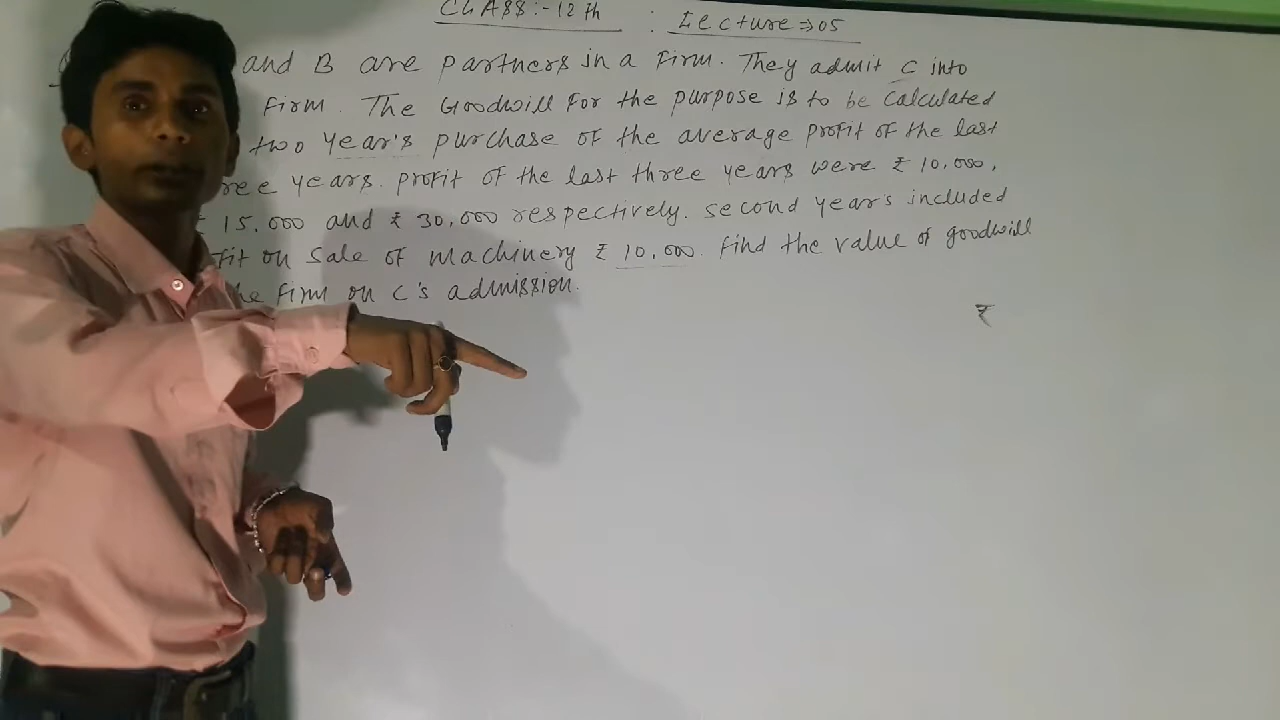 CLASS:-12th : Lecture⇒05
and B are partners in a firm. They admit C into
firm. The Goodwill for the purpose is to be calculated
two year's purchase of the average profit of the last
ree years. profit of the last three years were ₹ 10,000,
₹ 15.000 and ₹ 30,000 respectively. second year's included
fit on sale of machinery ₹ 10.000. find the value of goodwill
he firm on C's admission.
₹